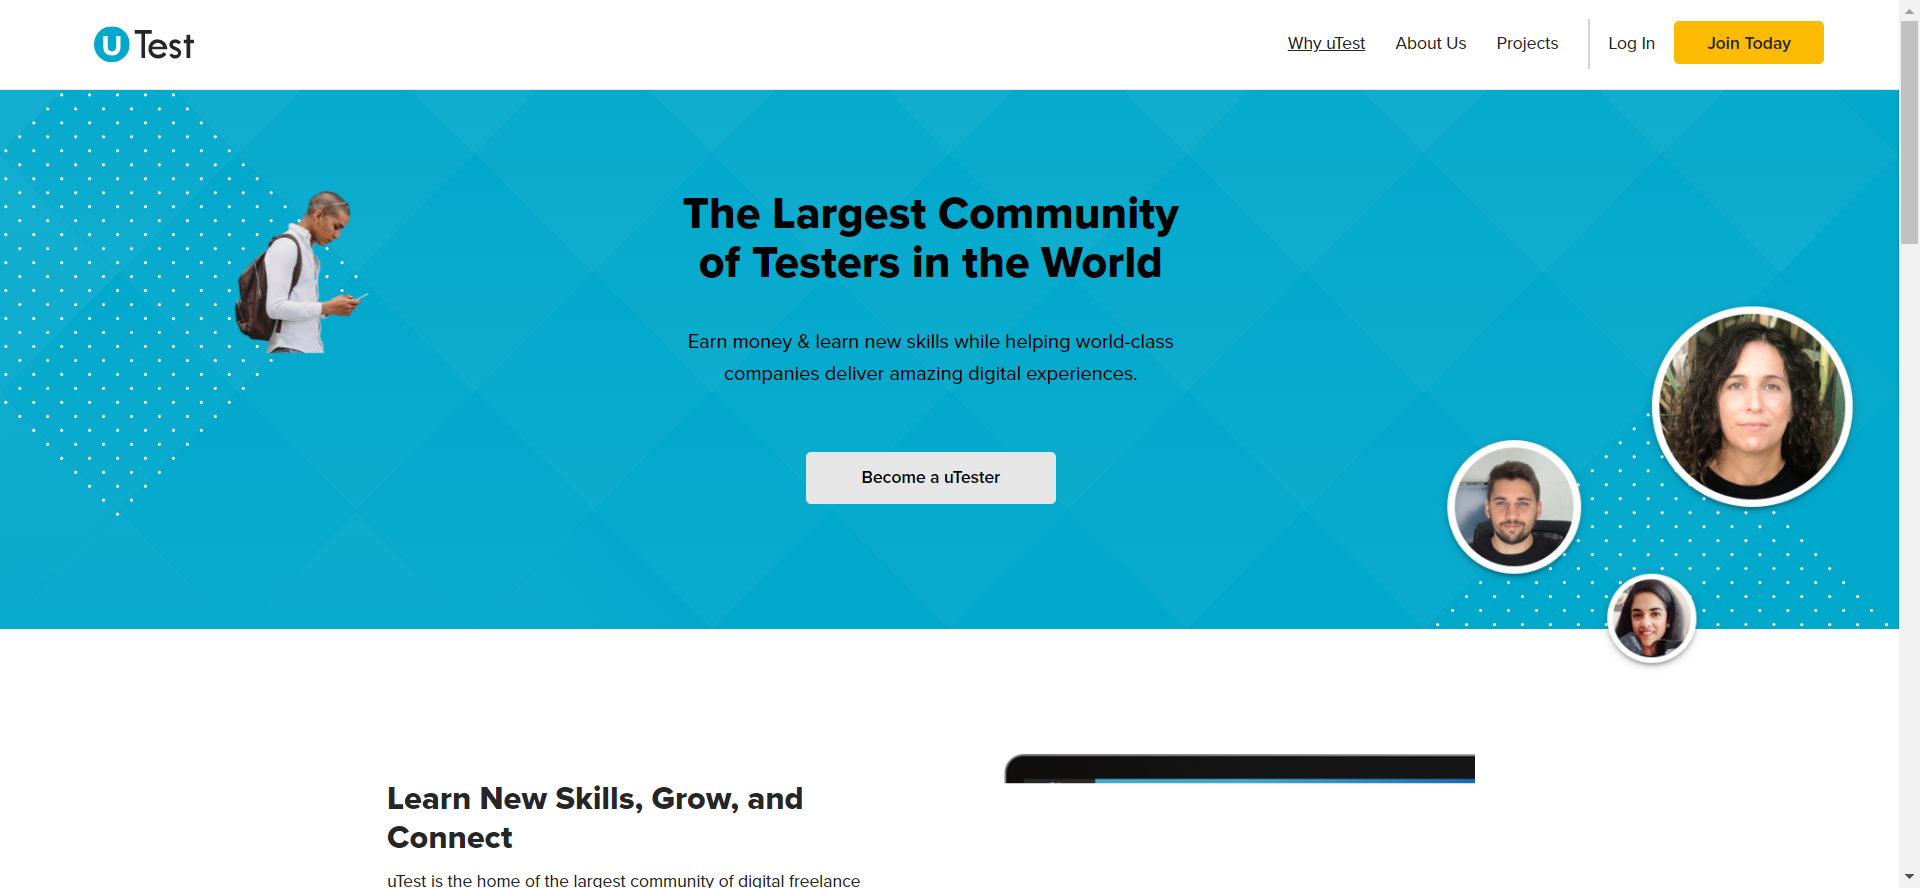 uTest
Why uTest
About Us
Projects
Log In
Join Today
The Largest Community
of Testers in the World
Earn money & learn new skills while helping world-class
companies deliver amazing digital experiences.
Become a uTester
Learn New Skills, Grow, and
Connect
uTest is the home of the largest community of digital freelance